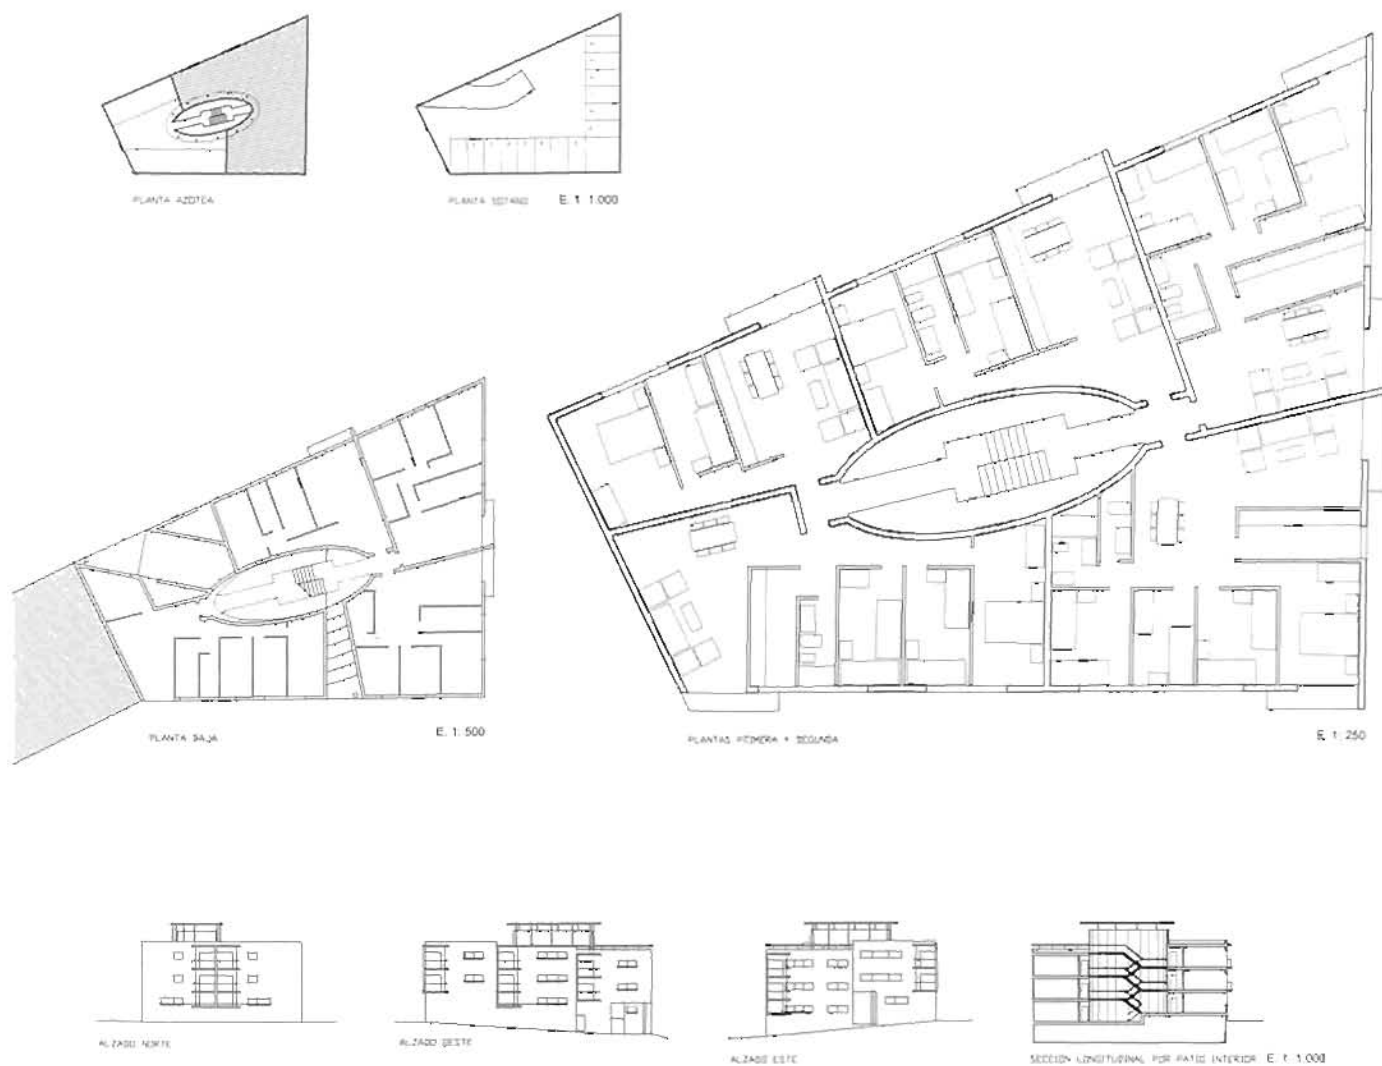 PLANTA AZOTEA
PLANTA SOTANO E. 1 1.000
PLANTA BAJA E. 1: 500
PLANTAS PRIMERA Y SEGUNDA E. 1: 250
ALZADO NORTE
ALZADO OESTE
ALZADO ESTE
SECCION LONGITUDINAL POR PATIO INTERIOR E. 1: 1.000